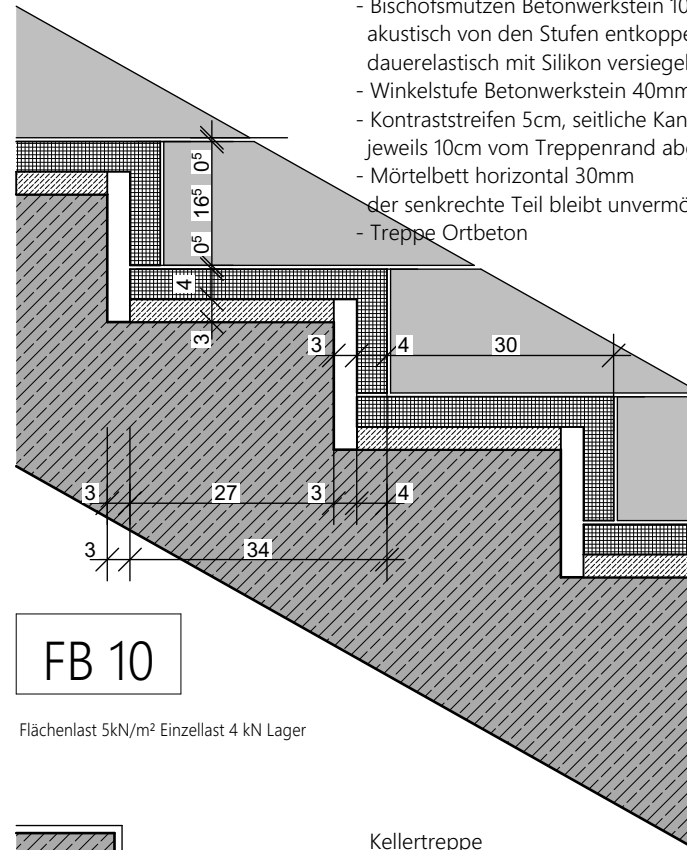 - Bischofsmützen Betonwerkstein 10
akustisch von den Stufen entkoppe
dauerelastisch mit Silikon versiegel
- Winkelstufe Betonwerkstein 40mm
- Kontraststreifen 5cm, seitliche Kan
jeweils 10cm vom Treppenrand abe
- Mörtelbett horizontal 30mm
der senkrechte Teil bleibt unvermö
- Treppe Ortbeton
0⁵
16⁵
0⁵
4
3
3 4 30
3 27 3 4
3 34
FB 10
Flächenlast 5kN/m² Einzellast 4 kN Lager
Kellertreppe